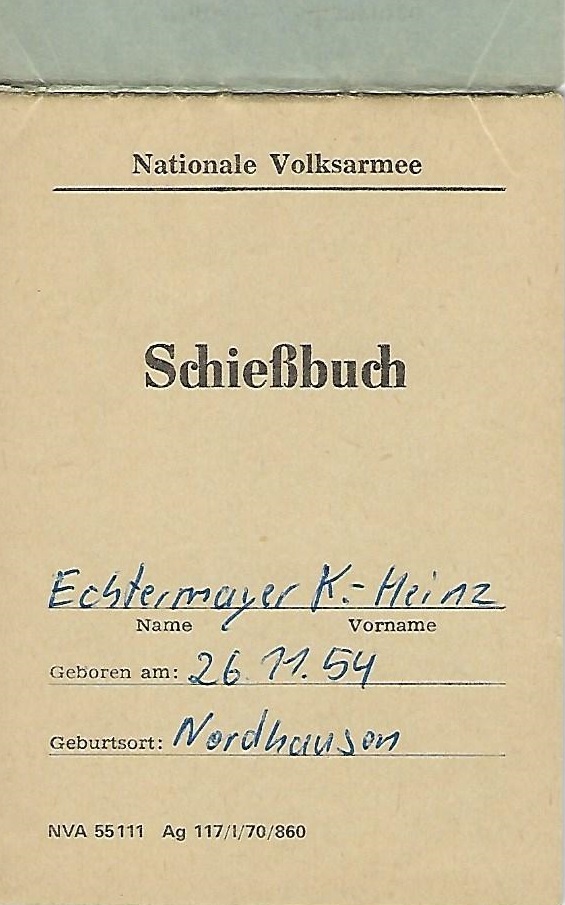 Nationale Volksarmee
Schießbuch
Echtermayer K.-Heinz
Name Vorname
Geboren am: 26.11.54
Geburtsort: Nordhausen
NVA 55111 Ag 117/I/70/860